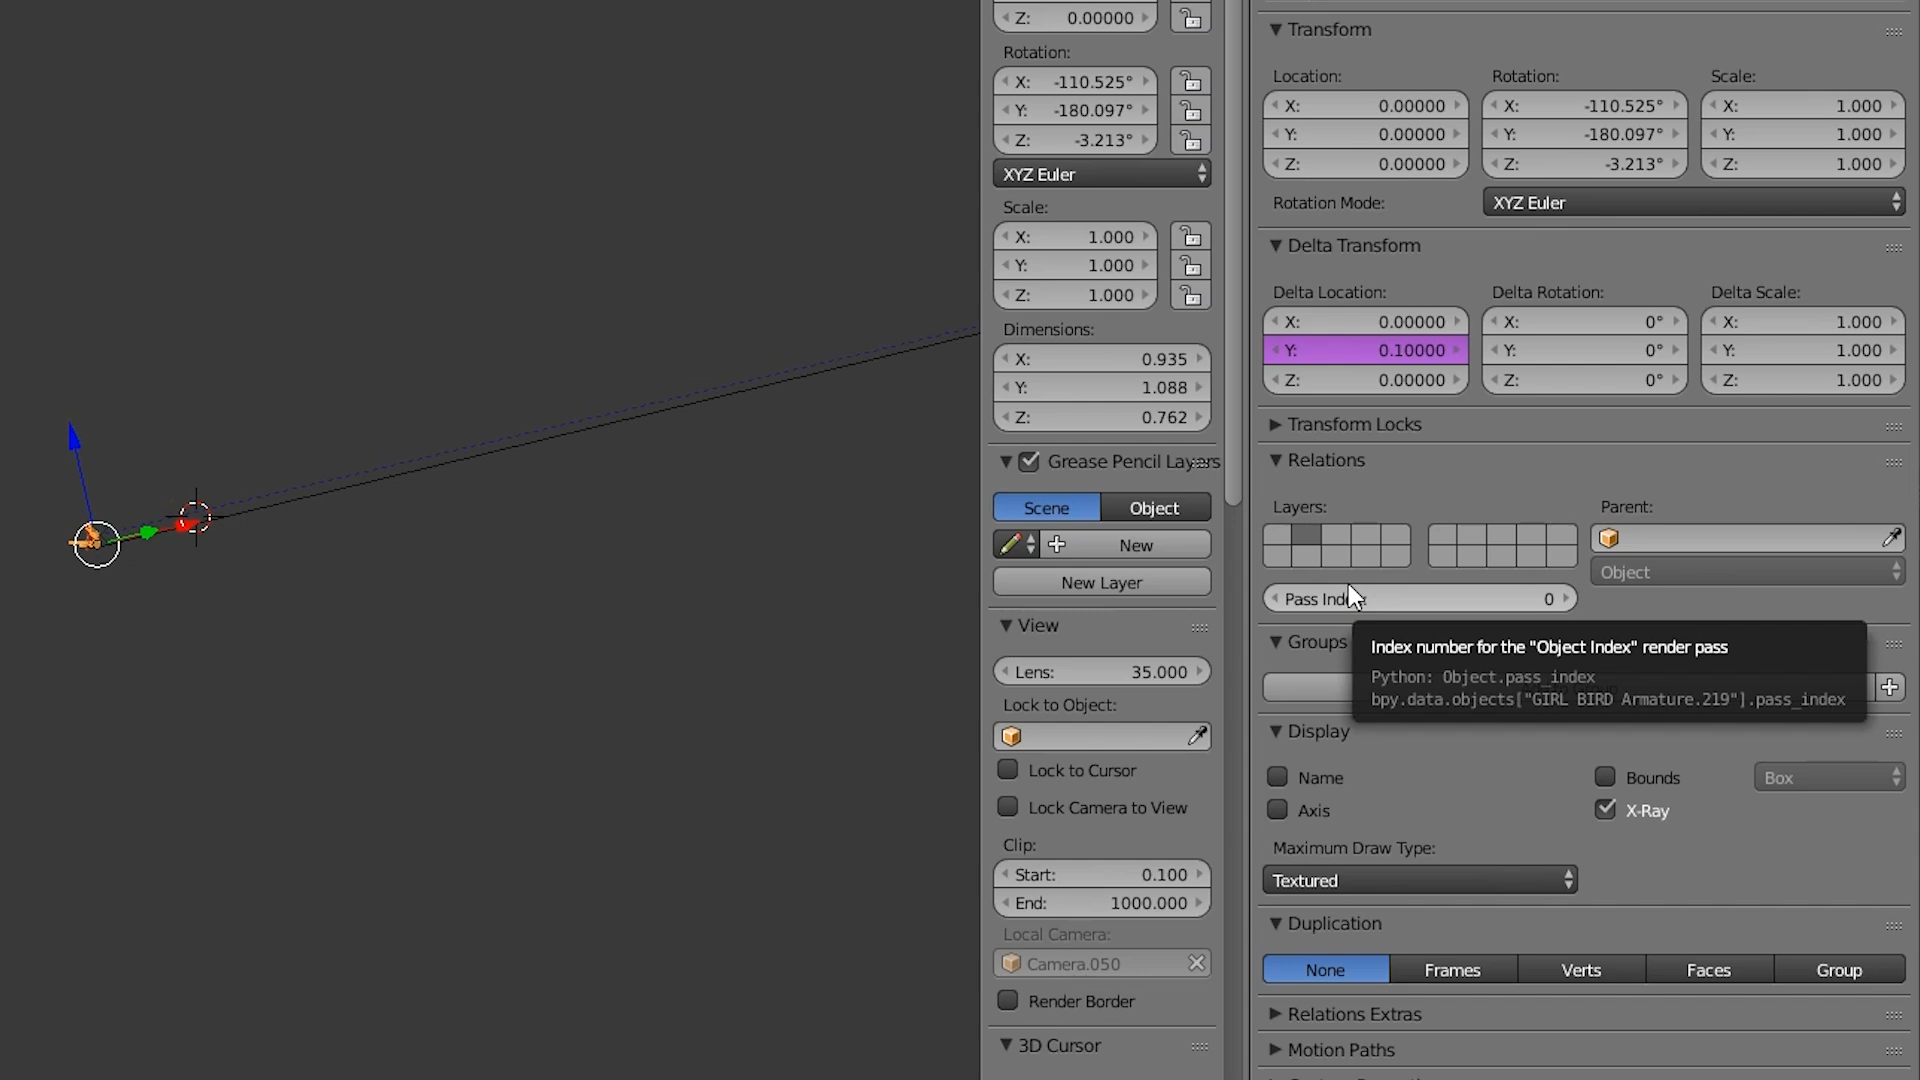 Z: 0.00000
Rotation:
X: -110.525°
Y: -180.097°
Z: -3.213°
XYZ Euler
Scale:
X: 1.000
Y: 1.000
Z: 1.000
Dimensions:
X: 0.935
Y: 1.088
Z: 0.762
Grease Pencil Layers
Scene Object
New
New Layer
View
Lens: 35.000
Lock to Object:
Lock to Cursor
Lock Camera to View
Clip:
Start: 0.100
End: 1000.000
Local Camera:
Camera.050
Render Border
3D Cursor
Transform
Location: Rotation: Scale:
X: 0.00000 X: -110.525° X: 1.000
Y: 0.00000 Y: -180.097° Y: 1.000
Z: 0.00000 Z: -3.213° Z: 1.000
Rotation Mode: XYZ Euler
Delta Transform
Delta Location: Delta Rotation: Delta Scale:
X: 0.00000 X: 0° X: 1.000
Y: 0.10000 Y: 0° Y: 1.000
Z: 0.00000 Z: 0° Z: 1.000
Transform Locks
Relations
Layers: Parent:
Object
Pass Index: 0
Groups
Index number for the "Object Index" render pass
Python: Object.pass_index
bpy.data.objects["GIRL BIRD Armature.219"].pass_index
Display
Name Bounds Box
Axis X-Ray
Maximum Draw Type:
Textured
Duplication
None Frames Verts Faces Group
Relations Extras
Motion Paths